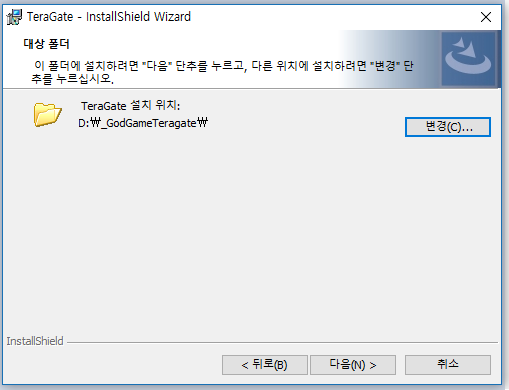 TeraGate - InstallShield Wizard
대상 폴더
이 폴더에 설치하려면 "다음" 단추를 누르고, 다른 위치에 설치하려면 "변경" 단
추를 누르십시오.
TeraGate 설치 위치:
D:₩_GodGameTeragate₩
변경(C)...
InstallShield
< 뒤로(B)
다음(N) >
취소